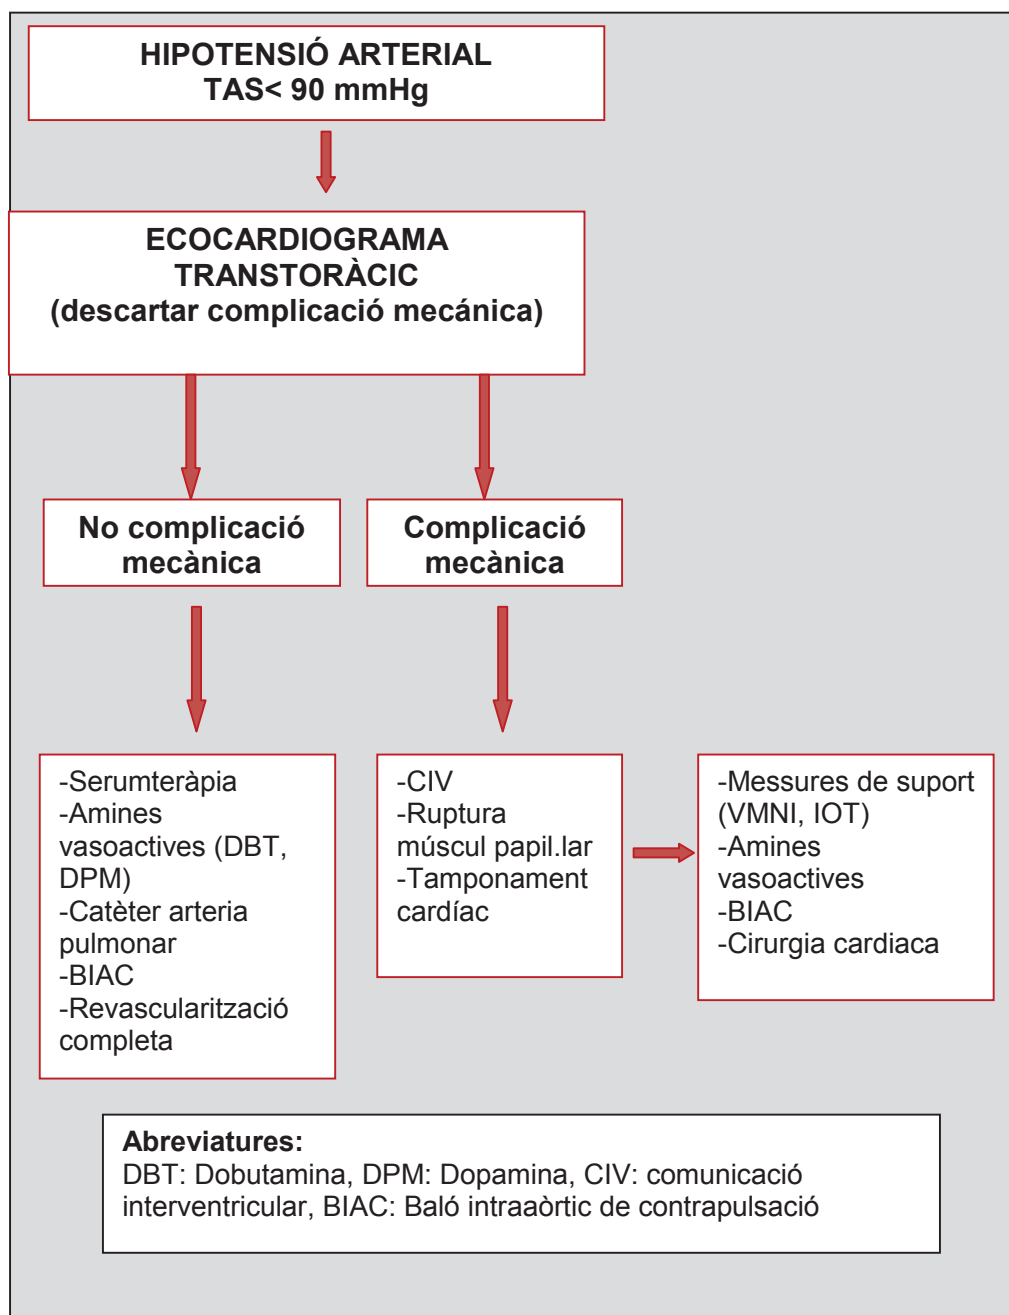 HIPOTENSIÓ ARTERIAL
TAS< 90 mmHg
ECOCARDIOGRAMA
TRANSTORÀCIC
(descartar complicació mecánica)
No complicació
mecànica
Complicació
mecànica
-Serumteràpia
-Amines
vasoactives (DBT,
DPM)
-Catèter arteria
pulmonar
-BIAC
-Revascularització
completa
-CIV
-Ruptura
múscul papil.lar
-Tamponament
cardíac
-Messures de suport
(VMNI, IOT)
-Amines
vasoactives
-BIAC
-Cirurgia cardiaca
Abreviatures:
DBT: Dobutamina, DPM: Dopamina, CIV: comunicació
interventricular, BIAC: Baló intraaòrtic de contrapulsació